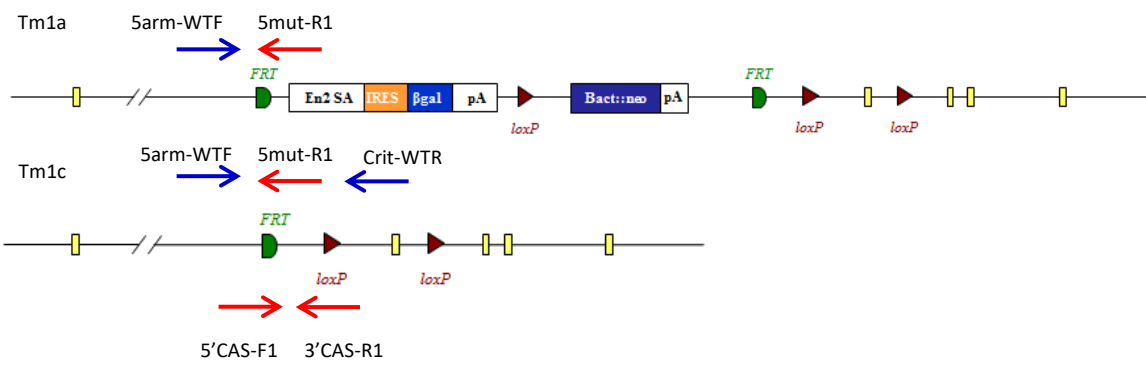 Tm1a 5arm-WTF 5mut-R1
FRT FRT
En2 SA IRES βgal pA Bact::neo pA
loxP loxP loxP
Tm1c 5arm-WTF 5mut-R1 Crit-WTR
FRT
loxP loxP
5'CAS-F1 3'CAS-R1